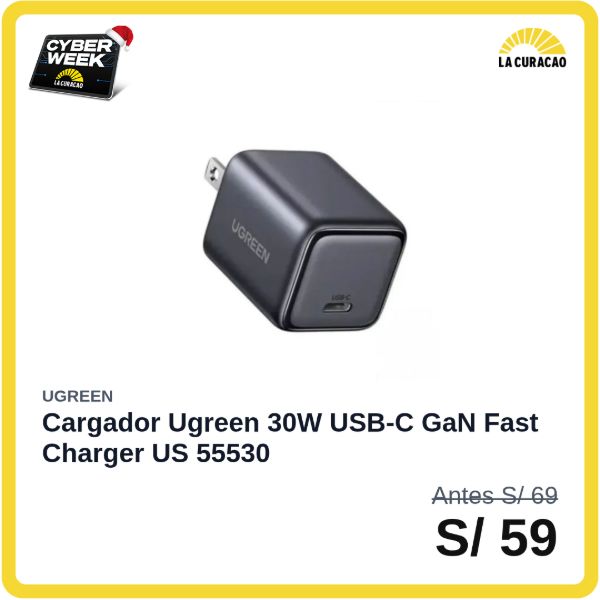 CYBER
WEEK
LA CURACAO
LA CURACAO
UGREEN
USB-C
UGREEN
Cargador Ugreen 30W USB-C GaN Fast
Charger US 55530
Antes S/ 69
S/ 59